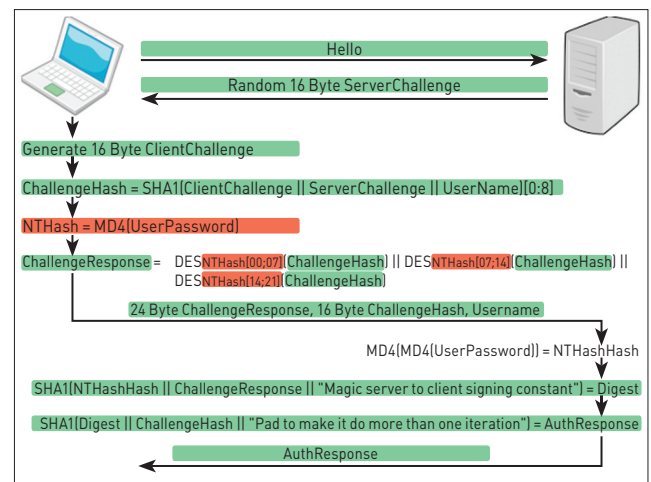 Hello
Random 16 Byte ServerChallenge
Generate 16 Byte ClientChallenge
ChallengeHash = SHA1(ClientChallenge || ServerChallenge || UserName)[0:8]
NTHash = MD4(UserPassword)
ChallengeResponse = DESNTHash[00;07](ChallengeHash) || DESNTHash[07;14](ChallengeHash) ||
DESNTHash[14;21](ChallengeHash)
24 Byte ChallengeResponse, 16 Byte ChallengeHash, Username
MD4(MD4(UserPassword)) = NTHashHash
SHA1(NTHashHash || ChallengeResponse || "Magic server to client signing constant") = Digest
SHA1(Digest || ChallengeHash || "Pad to make it do more than one iteration") = AuthResponse
AuthResponse